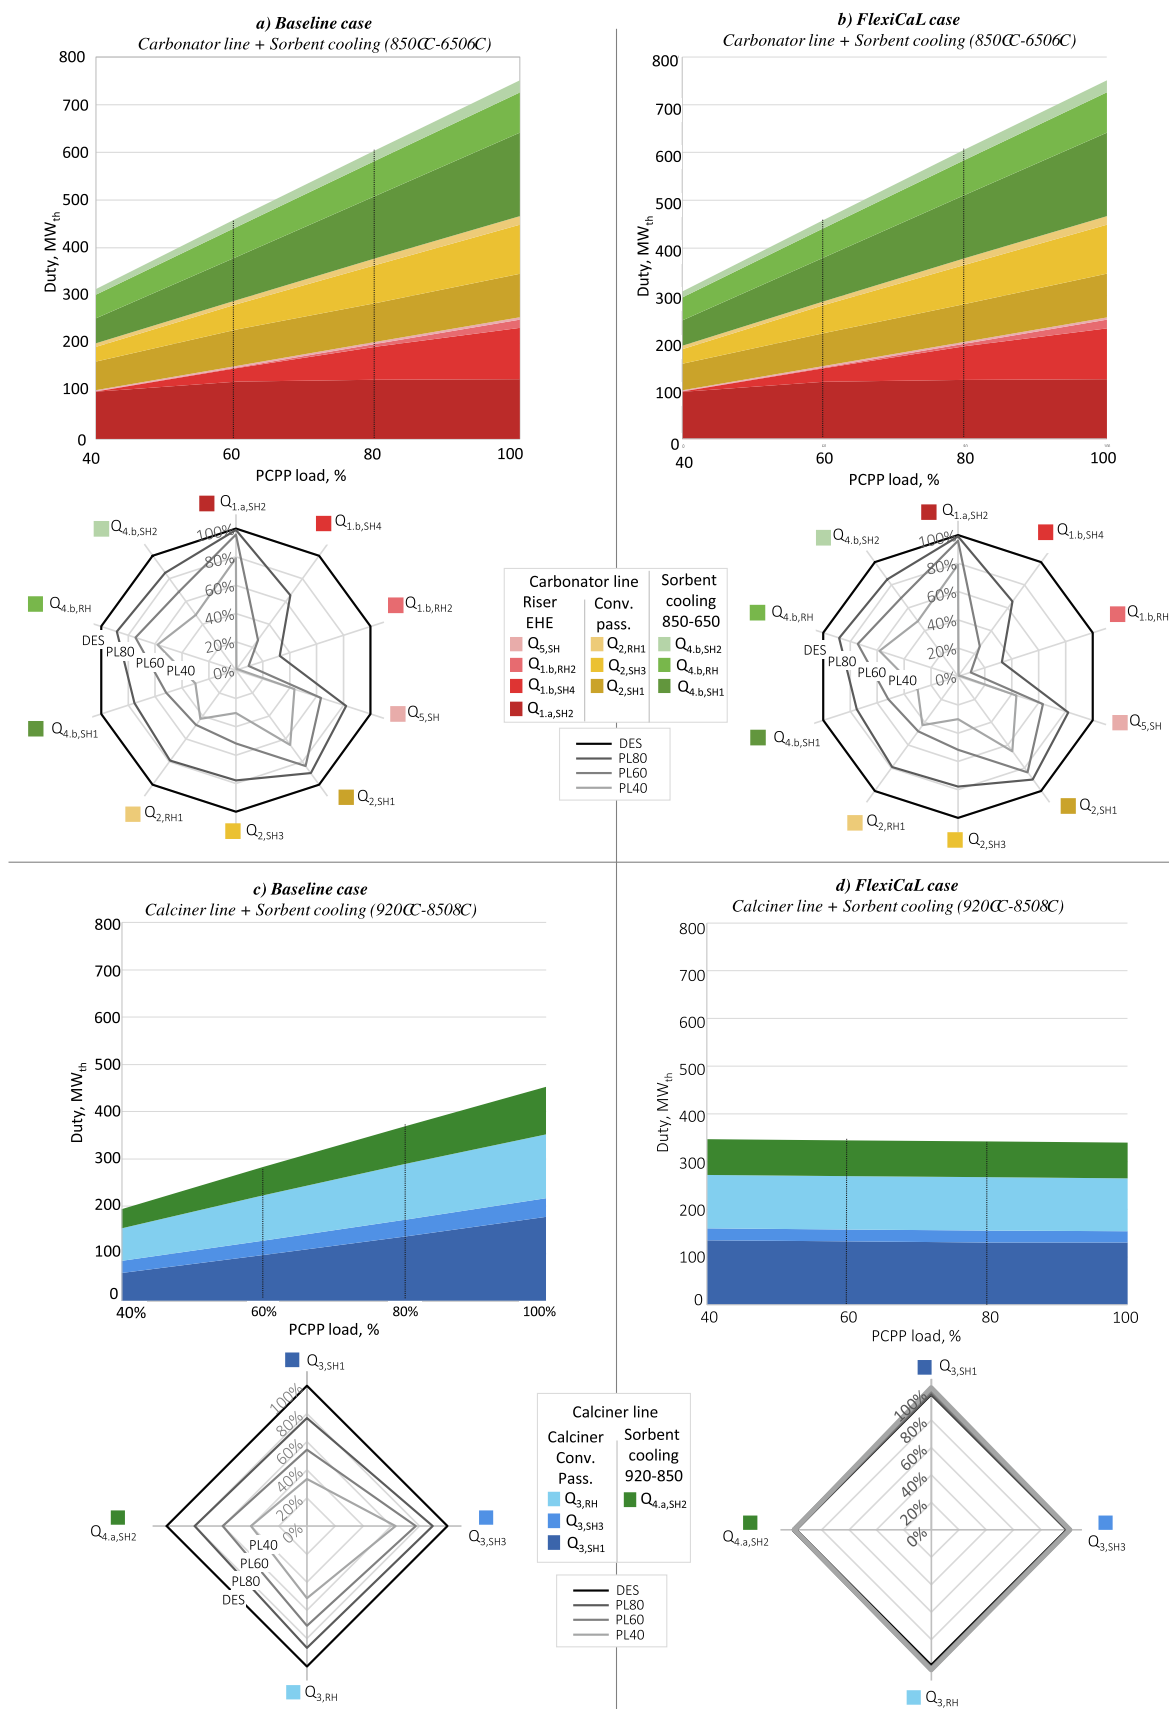 a) Baseline case
Carbonator line + Sorbent cooling (850ºC-6506C)
800
700
600
500
400
300
200
100
0
Duty, MWth
40
60
80
100
PCPP load, %
b) FlexiCaL case
Carbonator line + Sorbent cooling (850ºC-6506C)
800
700
600
500
400
300
200
100
0
Duty, MWth
40
60
80
100
PCPP load, %
Q1.a,SH2
Q1.b,SH4
Q1.b,RH2
Q5,SH
Q2,SH1
Q2,SH3
Q2,RH1
Q4.b,SH1
Q4.b,RH
Q4.b,SH2
100%
80%
60%
40%
20%
0%
DES
PL80
PL60
PL40
Carbonator line
Riser
EHE
Conv.
pass.
Sorbent
cooling
850-650
Q5,SH
Q1.b,RH2
Q1.b,SH4
Q1.a,SH2
Q2,RH1
Q2,SH3
Q2,SH1
Q4.b,SH2
Q4.b,RH
Q4.b,SH1
DES
PL80
PL60
PL40
Q1.a,SH2
Q1.b,SH4
Q1.b,RH
Q5,SH
Q2,SH1
Q2,SH3
Q2,RH1
Q4.b,SH1
Q4.b,RH
Q4.b,SH2
100%
80%
60%
40%
20%
0%
DES
PL80
PL60
PL40
c) Baseline case
Calciner line + Sorbent cooling (920ºC-8508C)
800
700
600
500
400
300
200
100
0
Duty, MWth
40%
60%
80%
100%
PCPP load, %
d) FlexiCaL case
Calciner line + Sorbent cooling (920ºC-8508C)
800
700
600
500
400
300
200
100
0
Duty, MWth
40
60
80
100
PCPP load, %
Q3,SH1
Q3,SH3
Q3,RH
Q4.a,SH2
100%
80%
60%
40%
20%
0%
PL40
PL60
PL80
DES
Calciner line
Calciner
Conv.
Pass.
Sorbent
cooling
920-850
Q3,RH
Q3,SH3
Q3,SH1
Q4.a,SH2
DES
PL80
PL60
PL40
Q3,SH1
Q3,SH3
Q3,RH
Q4.a,SH2
100%
80%
60%
40%
20%
0%